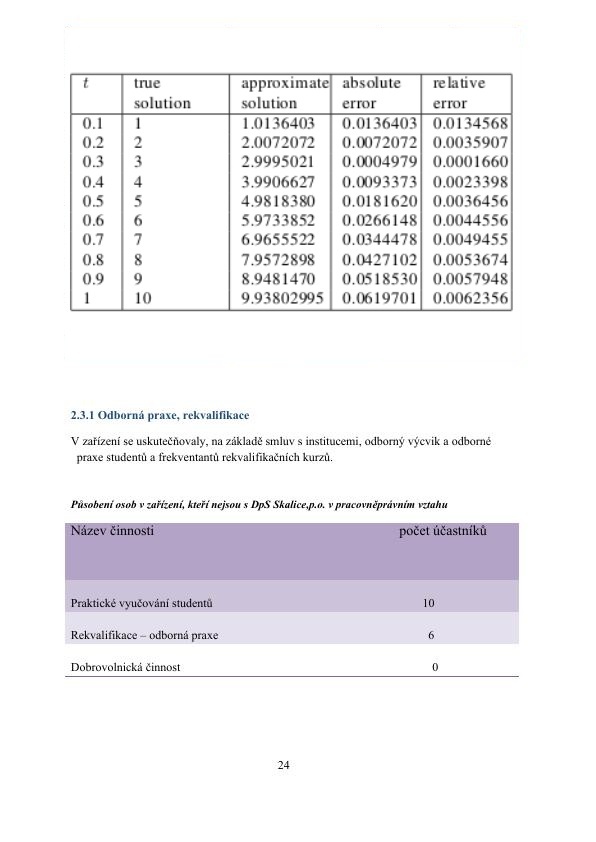 t true approximate absolute relative
solution solution error error
0.1 1 1.0136403 0.0136403 0.0134568
0.2 2 2.0072072 0.0072072 0.0035907
0.3 3 2.9995021 0.0004979 0.0001660
0.4 4 3.9906627 0.0093373 0.0023398
0.5 5 4.9818380 0.0181620 0.0036456
0.6 6 5.9733852 0.0266148 0.0044556
0.7 7 6.9655522 0.0344478 0.0049455
0.8 8 7.9572898 0.0427102 0.0053674
0.9 9 8.9481470 0.0518530 0.0057948
1 10 9.93802995 0.0619701 0.0062356
2.3.1 Odborná praxe, rekvalifikace
V zařízení se uskutečňovaly, na základě smluv s institucemi, odborný výcvik a odborné
praxe studentů a frekventantů rekvalifikačních kurzů.
Působení osob v zařízení, kteří nejsou s DpS Skalice,p.o. v pracovněprávním vztahu
Název činnosti počet účastníků
Praktické vyučování studentů 10
Rekvalifikace – odborná praxe 6
Dobrovolnická činnost 0
24